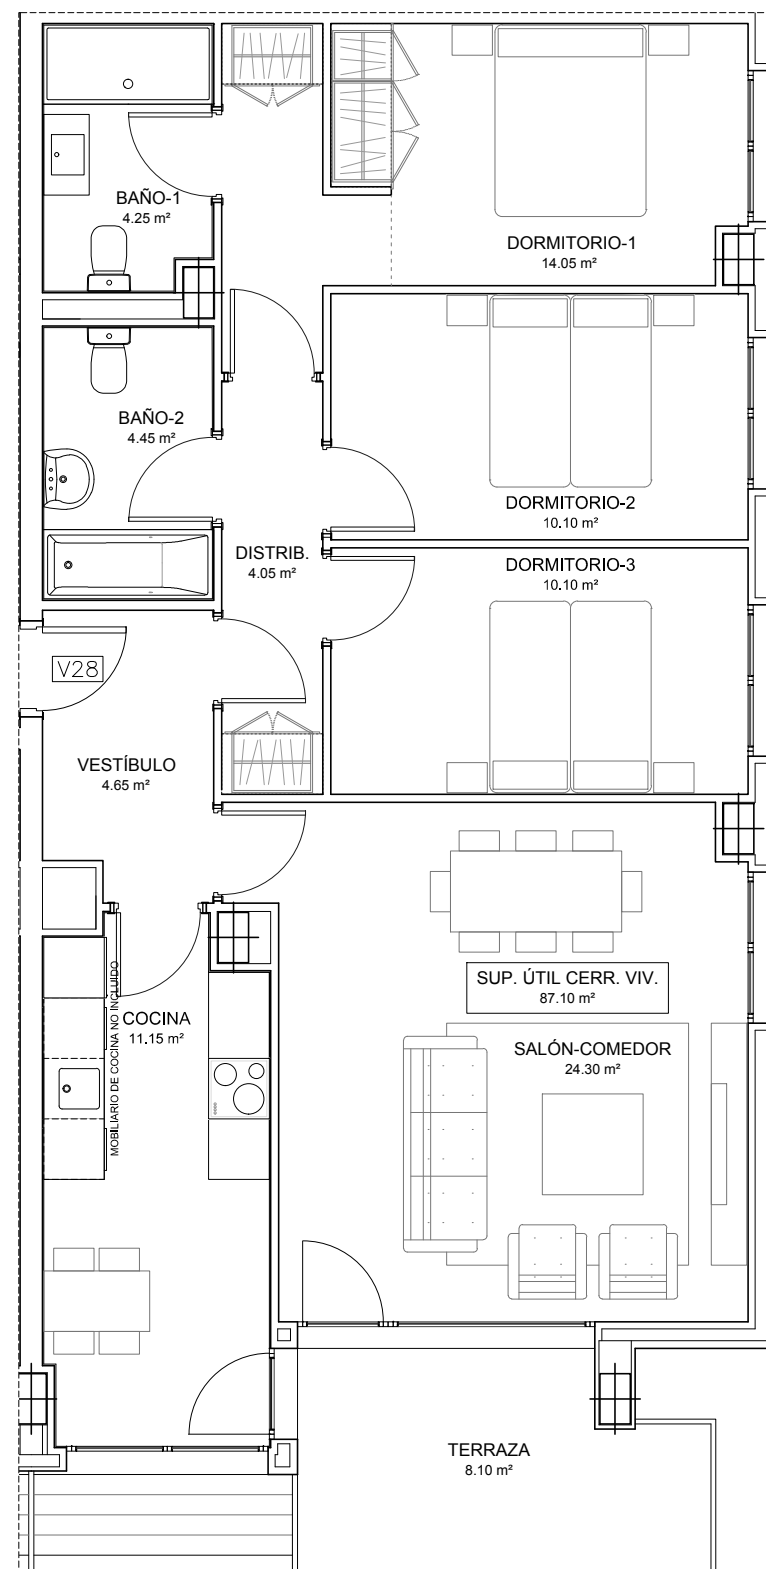 BAÑO-1
4.25 m²
DORMITORIO-1
14.05 m²
BAÑO-2
4.45 m²
DORMITORIO-2
10.10 m²
DISTRIB.
4.05 m²
DORMITORIO-3
10.10 m²
V28
VESTÍBULO
4.65 m²
SUP. ÚTIL CERR. VIV.
87.10 m²
COCINA
11.15 m²
MOBILIARIO DE COCINA NO INCLUIDO
SALÓN-COMEDOR
24.30 m²
TERRAZA
8.10 m²